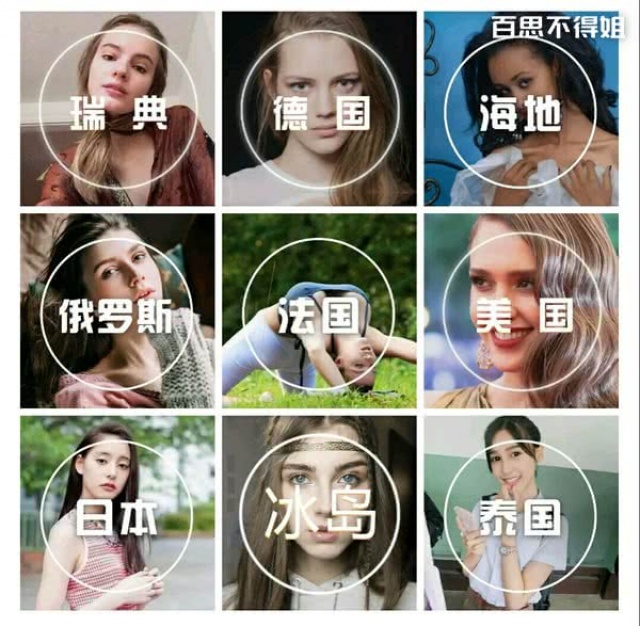 百思不得姐
瑞典
德国
海地
俄罗斯
法国
美国
日本
冰岛
泰国